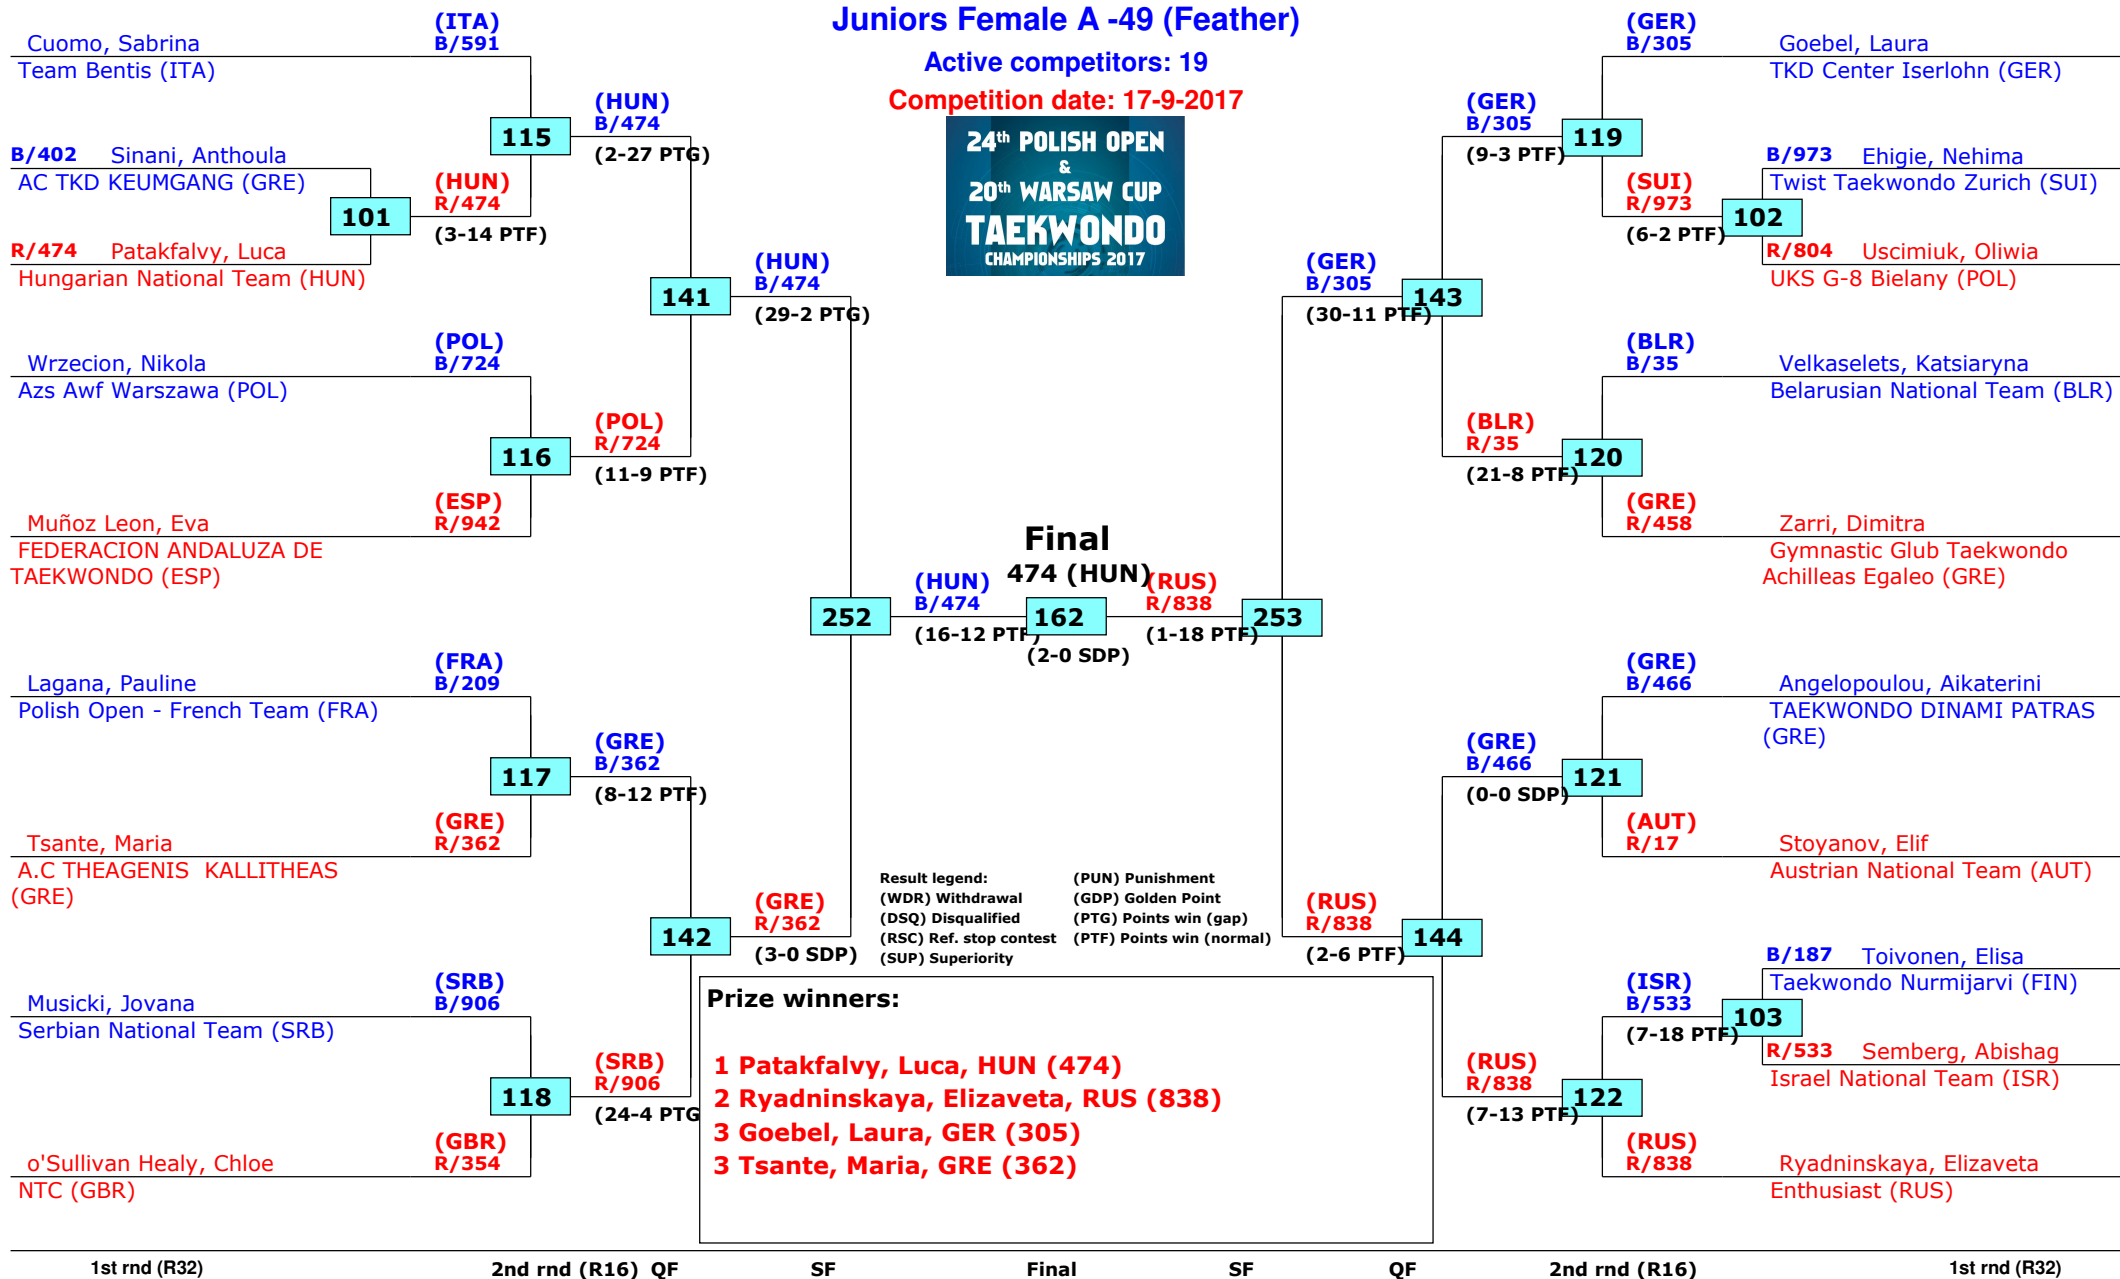 Juniors Female A -49 (Feather)
Active competitors: 19
Competition date: 17-9-2017
24th POLISH OPEN
&
20th WARSAW CUP
TAEKWONDO
CHAMPIONSHIPS 2017
Cuomo, Sabrina
Team Bentis (ITA)
(ITA)
B/591
B/402 Sinani, Anthoula
AC TKD KEUMGANG (GRE)
101
R/474 Patakfalvy, Luca
Hungarian National Team (HUN)
(HUN)
R/474
(3-14 PTF)
115
(HUN)
B/474
(2-27 PTG)
Wrzecion, Nikola
Azs Awf Warszawa (POL)
(POL)
B/724
116
Muñoz Leon, Eva
FEDERACION ANDALUZA DE
TAEKWONDO (ESP)
(ESP)
R/942
(POL)
R/724
(11-9 PTF)
141
(HUN)
B/474
(29-2 PTG)
Lagana, Pauline
Polish Open - French Team (FRA)
(FRA)
B/209
117
Tsante, Maria
A.C THEAGENIS  KALLITHEAS
(GRE)
(GRE)
R/362
(GRE)
B/362
(8-12 PTF)
Musicki, Jovana
Serbian National Team (SRB)
(SRB)
B/906
118
o'Sullivan Healy, Chloe
NTC (GBR)
(GBR)
R/354
(SRB)
R/906
(24-4 PTG
142
(GRE)
R/362
(3-0 SDP)
252
(HUN)
B/474
(16-12 PTF)
Final
474 (HUN)
162
(2-0 SDP)
(RUS)
R/838
(1-18 PTF)
253
(GER)
B/305
(30-11 PTF)
143
(GER)
B/305
(9-3 PTF)
119
(GER)
B/305
Goebel, Laura
TKD Center Iserlohn (GER)
(SUI)
R/973
(6-2 PTF)
102
B/973 Ehigie, Nehima
Twist Taekwondo Zurich (SUI)
R/804 Uscimiuk, Oliwia
UKS G-8 Bielany (POL)
(BLR)
R/35
(21-8 PTF)
120
(BLR)
B/35
Velkaselets, Katsiaryna
Belarusian National Team (BLR)
(GRE)
R/458
Zarri, Dimitra
Gymnastic Glub Taekwondo
Achilleas Egaleo (GRE)
(RUS)
R/838
(2-6 PTF)
144
(GRE)
B/466
(0-0 SDP)
121
(GRE)
B/466
Angelopoulou, Aikaterini
TAEKWONDO DINAMI PATRAS
(GRE)
(AUT)
R/17
Stoyanov, Elif
Austrian National Team (AUT)
(RUS)
R/838
(7-13 PTF)
122
(ISR)
B/533
(7-18 PTF)
103
B/187 Toivonen, Elisa
Taekwondo Nurmijarvi (FIN)
R/533 Semberg, Abishag
Israel National Team (ISR)
(RUS)
R/838
Ryadninskaya, Elizaveta
Enthusiast (RUS)
Result legend:
(WDR) Withdrawal
(DSQ) Disqualified
(RSC) Ref. stop contest
(SUP) Superiority
(PUN) Punishment
(GDP) Golden Point
(PTG) Points win (gap)
(PTF) Points win (normal)
Prize winners:
1 Patakfalvy, Luca, HUN (474)
2 Ryadninskaya, Elizaveta, RUS (838)
3 Goebel, Laura, GER (305)
3 Tsante, Maria, GRE (362)
1st rnd (R32) 2nd rnd (R16) QF SF Final SF QF 2nd rnd (R16) 1st rnd (R32)